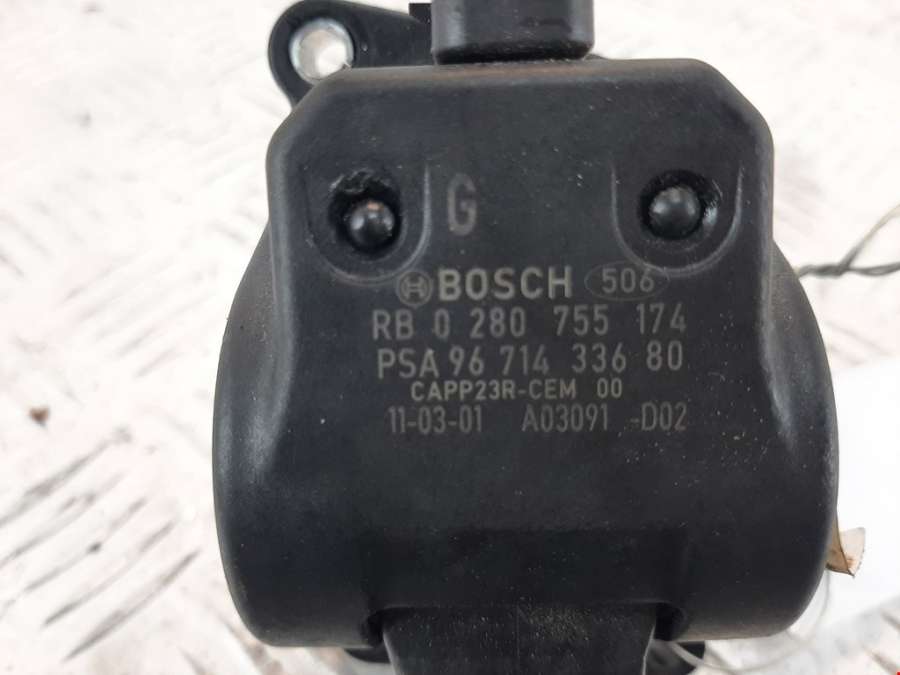 G
BOSCH 506
RB 0 280 755 174
PSA 96 714 336 80
CAPP23R-CEM 00
11-03-01 A03091 -D02